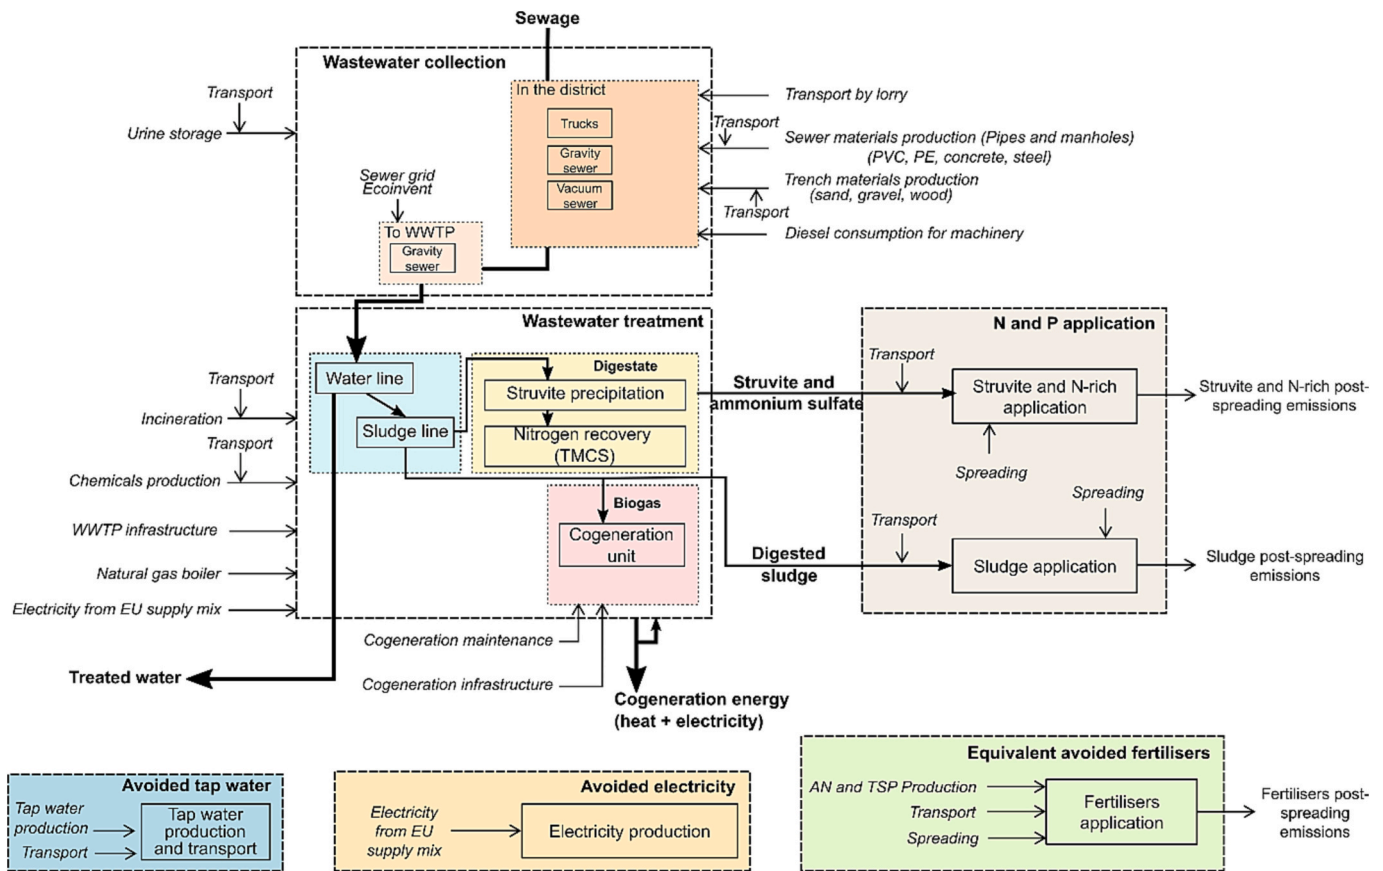 Sewage
Wastewater collection
In the district
Trucks
Gravity
sewer
Vacuum
sewer
Transport
Urine storage
Sewer grid
Ecoinvent
To WWTP
Gravity
sewer
Transport by lorry
Transport
Sewer materials production (Pipes and manholes)
(PVC, PE, concrete, steel)
Trench materials production
(sand, gravel, wood)
Transport
Diesel consumption for machinery
Wastewater treatment
Water line
Sludge line
Digestate
Struvite precipitation
Nitrogen recovery
(TMCS)
Biogas
Cogeneration
unit
Transport
Incineration
Transport
Chemicals production
WWTP infrastructure
Natural gas boiler
Electricity from EU supply mix
Cogeneration maintenance
Cogeneration infrastructure
Treated water
Cogeneration energy
(heat + electricity)
Struvite and
ammonium sulfate
Digested
sludge
N and P application
Transport
Struvite and N-rich
application
Spreading
Struvite and N-rich post-
spreading emissions
Spreading
Transport
Sludge application
Sludge post-spreading
emissions
Avoided tap water
Tap water
production
Transport
Tap water
production
and transport
Avoided electricity
Electricity
from EU
supply mix
Electricity production
Equivalent avoided fertilisers
AN and TSP Production
Transport
Spreading
Fertilisers
application
Fertilisers post-
spreading
emissions